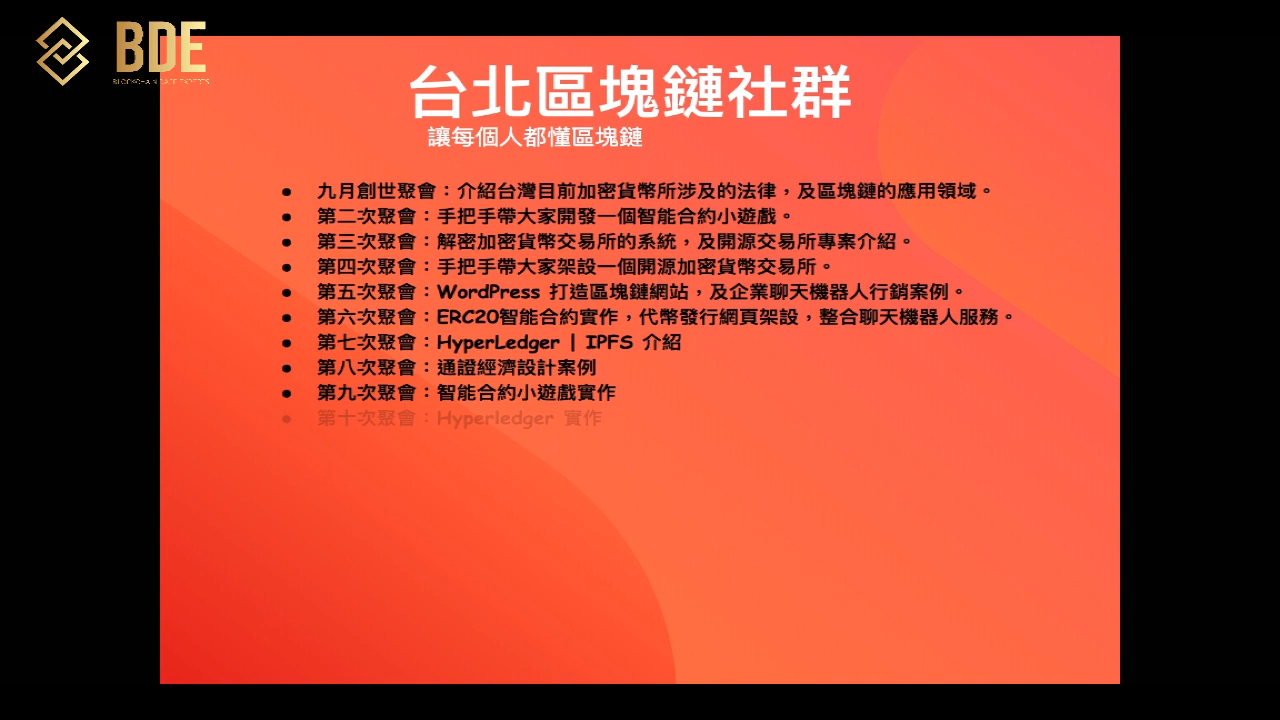 BDE
BLOCKCHAIN DAPP EXPERTS
台北區塊鏈社群
讓每個人都懂區塊鏈
● 九月創世聚會：介紹台灣目前加密貨幣所涉及的法律，及區塊鏈的應用領域。
● 第二次聚會：手把手帶大家開發一個智能合約小遊戲。
● 第三次聚會：解密加密貨幣交易所的系統，及開源交易所專案介紹。
● 第四次聚會：手把手帶大家架設一個開源加密貨幣交易所。
● 第五次聚會：WordPress 打造區塊鏈網站，及企業聊天機器人行銷案例。
● 第六次聚會：ERC20智能合約實作，代幣發行網頁架設，整合聊天機器人服務。
● 第七次聚會：HyperLedger | IPFS 介紹
● 第八次聚會：通證經濟設計案例
● 第九次聚會：智能合約小遊戲實作
● 第十次聚會：Hyperledger 實作